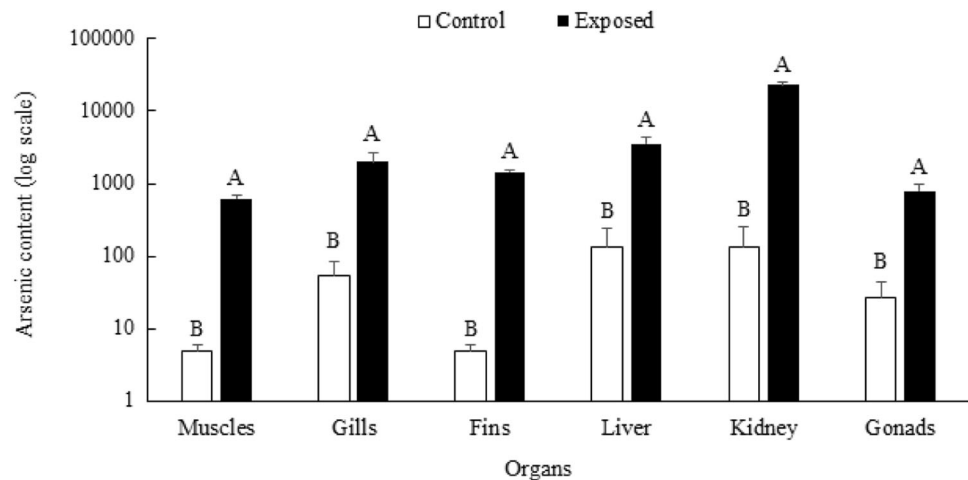 Control Exposed
100000
A
10000
A
A
A
A
1000
A
B
B
B
100
B
10
B
B
1
Muscles Gills Fins Liver Kidney Gonads
Organs
Arsenic content (log scale)